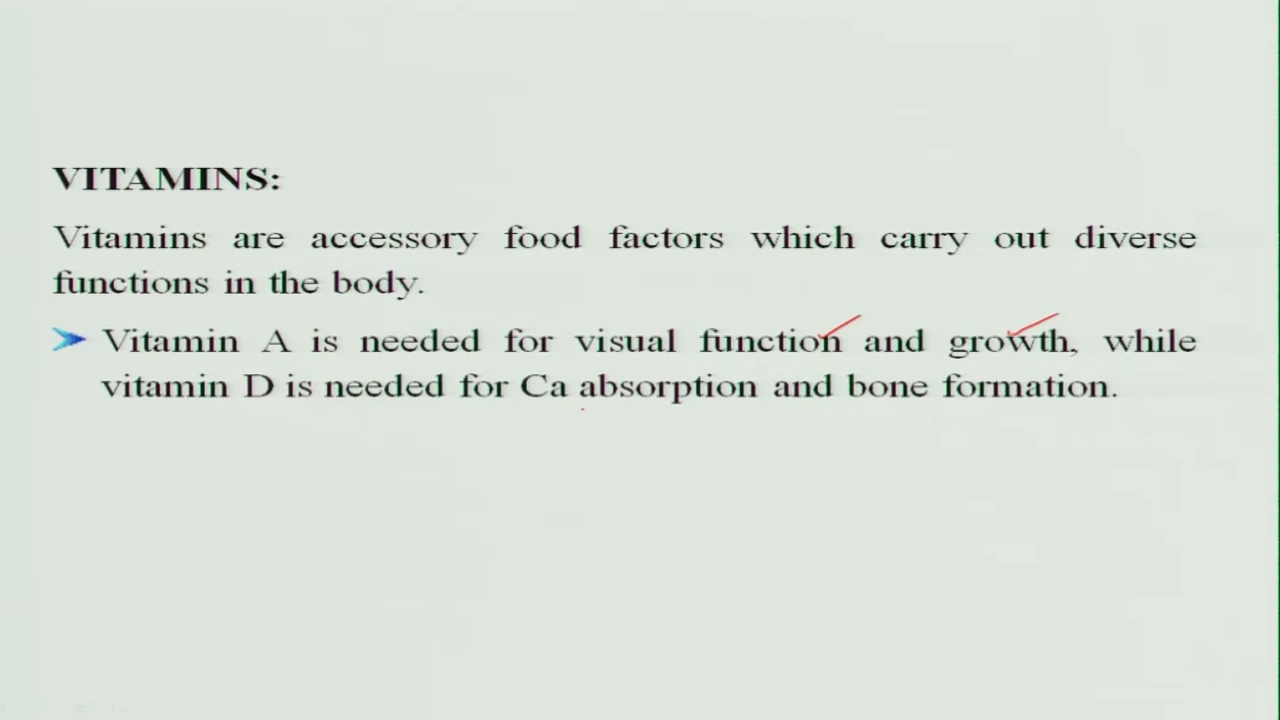 VITAMINS:
Vitamins are accessory food factors which carry out diverse
functions in the body.
Vitamin A is needed for visual function and growth, while
vitamin D is needed for Ca absorption and bone formation.